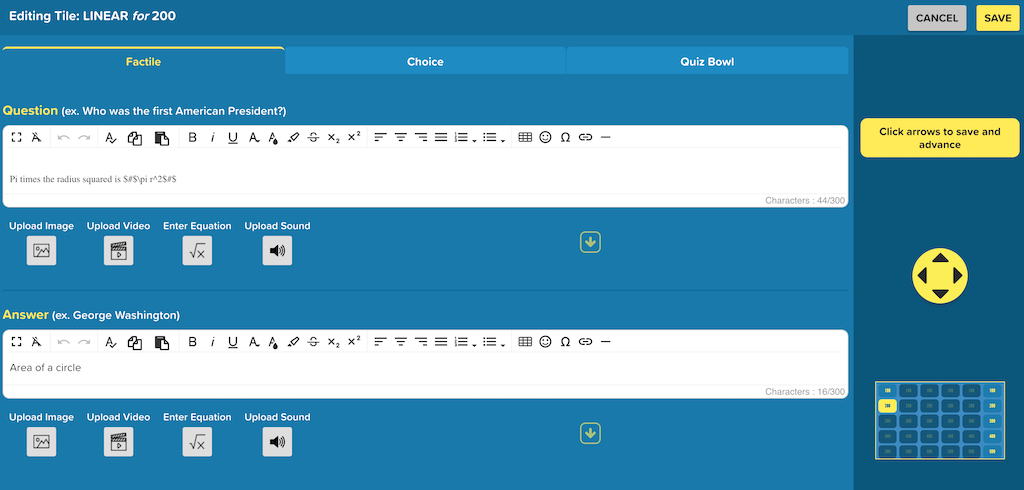 Editing Tile: LINEAR for 200
CANCEL
SAVE
Factile
Choice
Quiz Bowl
Question (ex. Who was the first American President?)
Pi times the radius squared is $#$\pi r^2$#$
Characters : 44/300
Upload Image
Upload Video
Enter Equation
Upload Sound
Answer (ex. George Washington)
Area of a circle
Characters : 16/300
Upload Image
Upload Video
Enter Equation
Upload Sound
Click arrows to save and
advance